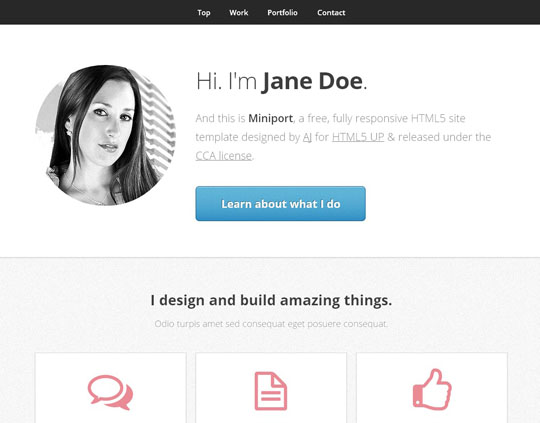 Top Work Portfolio Contact
Hi. I'm Jane Doe.
And this is Miniport, a free, fully responsive HTML5 site
template designed by AJ for HTML5 UP & released under the
CCA license.
Learn about what I do
I design and build amazing things.
Odio turpis amet sed consequat eget posuere consequat.